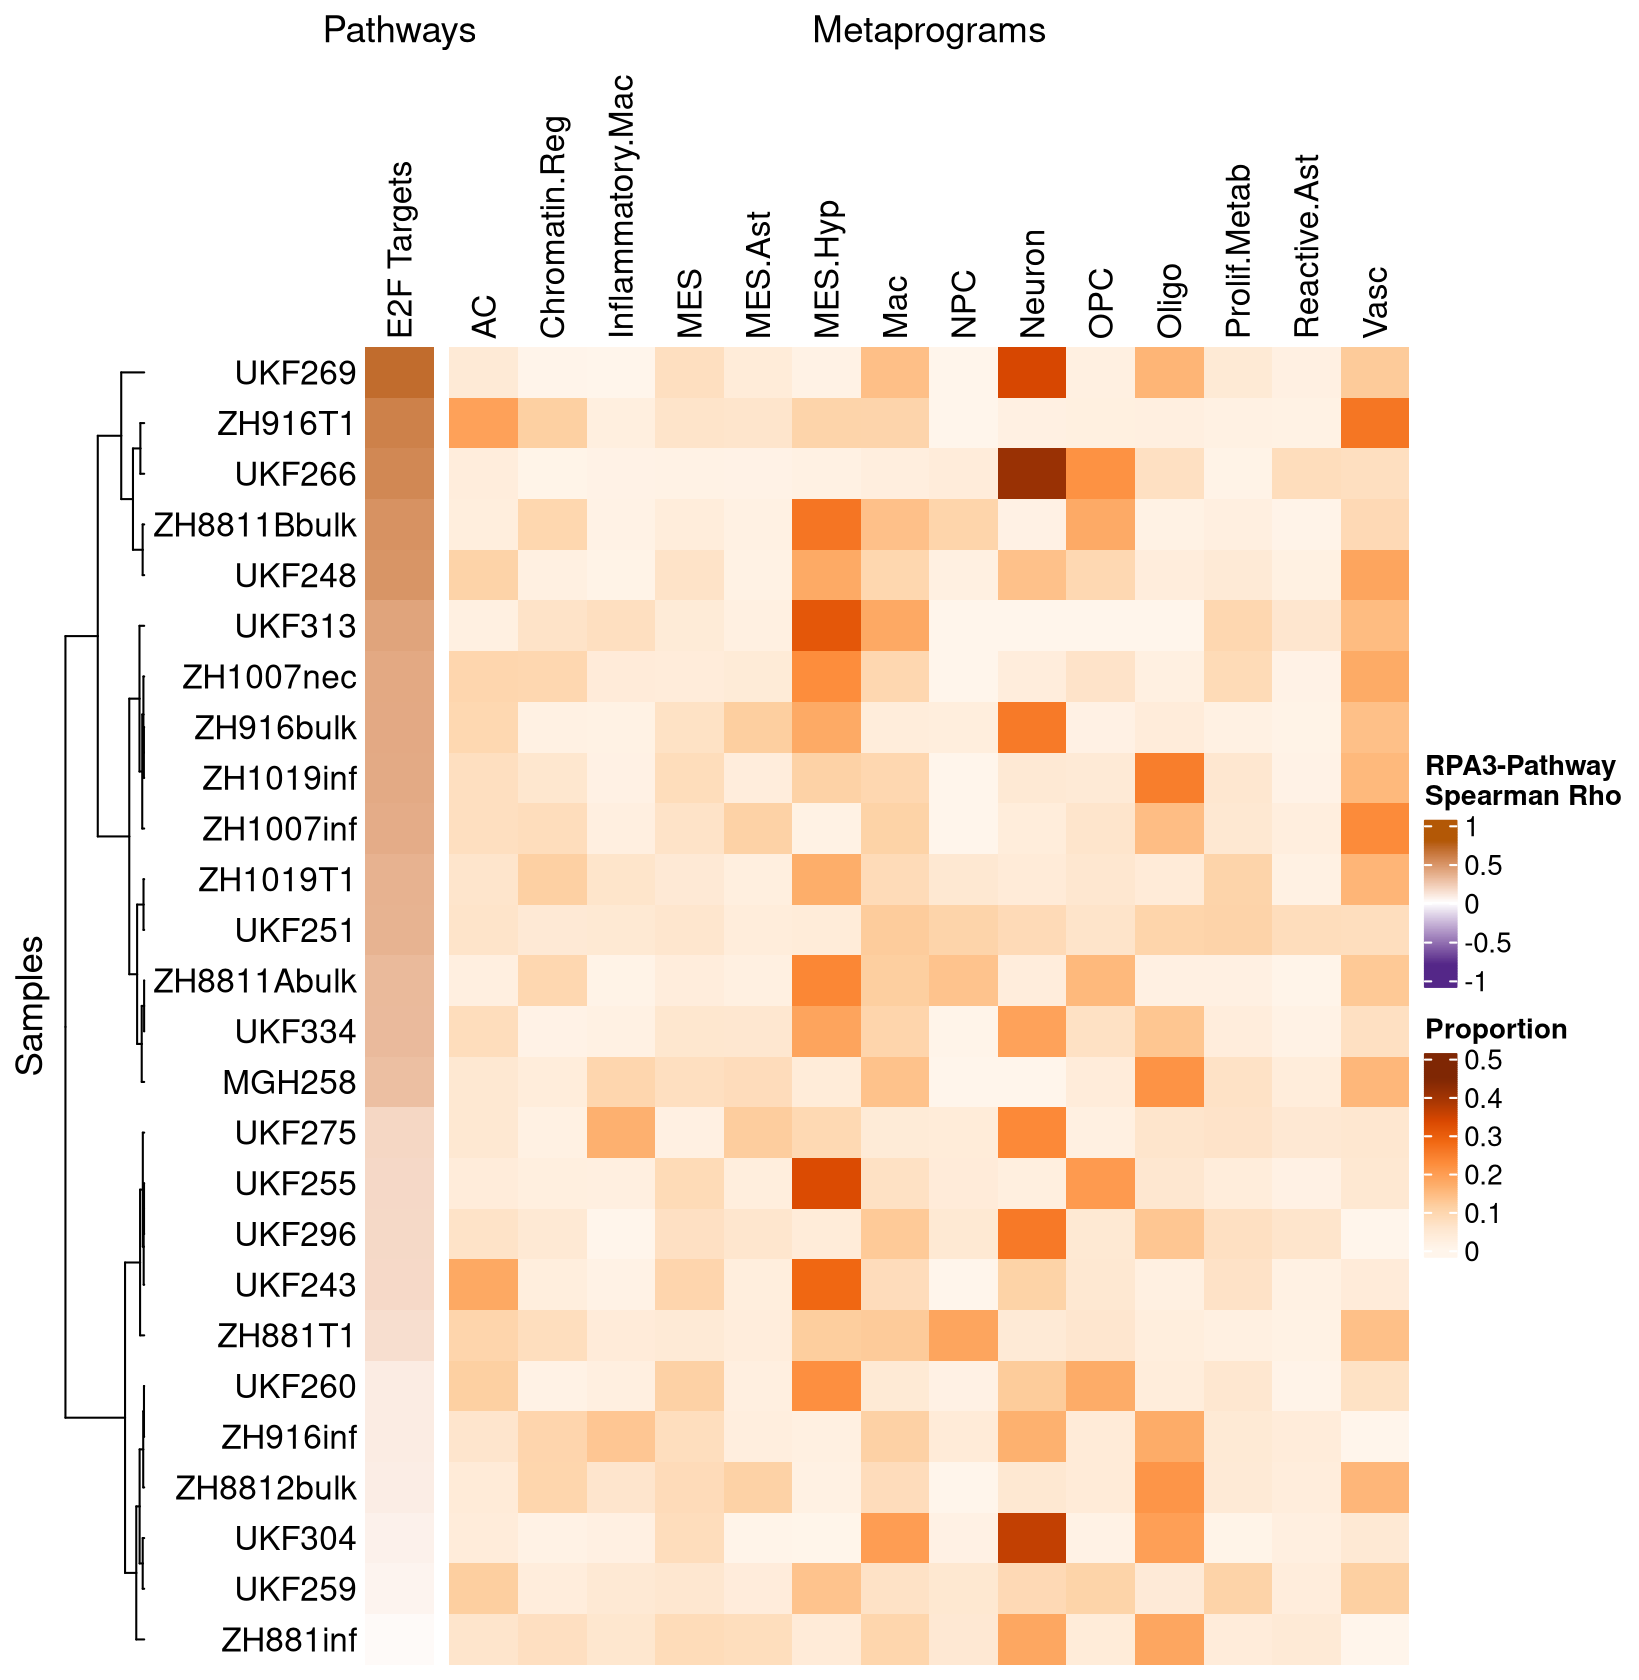 Pathways
Metaprograms
E2F Targets
AC
Chromatin.Reg
Inflammatory.Mac
MES
MES.Ast
MES.Hyp
Mac
NPC
Neuron
OPC
Oligo
Prolif.Metab
Reactive.Ast
Vasc
Samples
UKF269
ZH916T1
UKF266
ZH8811Bbulk
UKF248
UKF313
ZH1007nec
ZH916bulk
ZH1019inf
ZH1007inf
ZH1019T1
UKF251
ZH8811Abulk
UKF334
MGH258
UKF275
UKF255
UKF296
UKF243
ZH881T1
UKF260
ZH916inf
ZH8812bulk
UKF304
UKF259
ZH881inf
RPA3-Pathway
Spearman Rho
1
0.5
0
-0.5
-1
Proportion
0.5
0.4
0.3
0.2
0.1
0